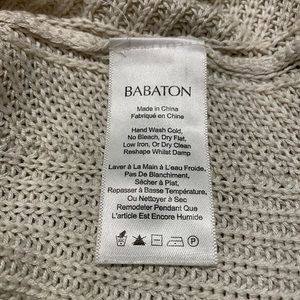 BABATON
Made in China
Fabriqué en Chine
Hand Wash Cold,
No Bleach, Dry Flat,
Low Iron, Or Dry Clean
Reshape Whilst Damp
Laver à La Main à L'eau Froide,
Pas De Blanchiment,
Sécher à Plat,
Repasser à Basse Température,
Ou Nettoyer à Sec
Remodeler Pendant Que
L'article Est Encore Humide
P